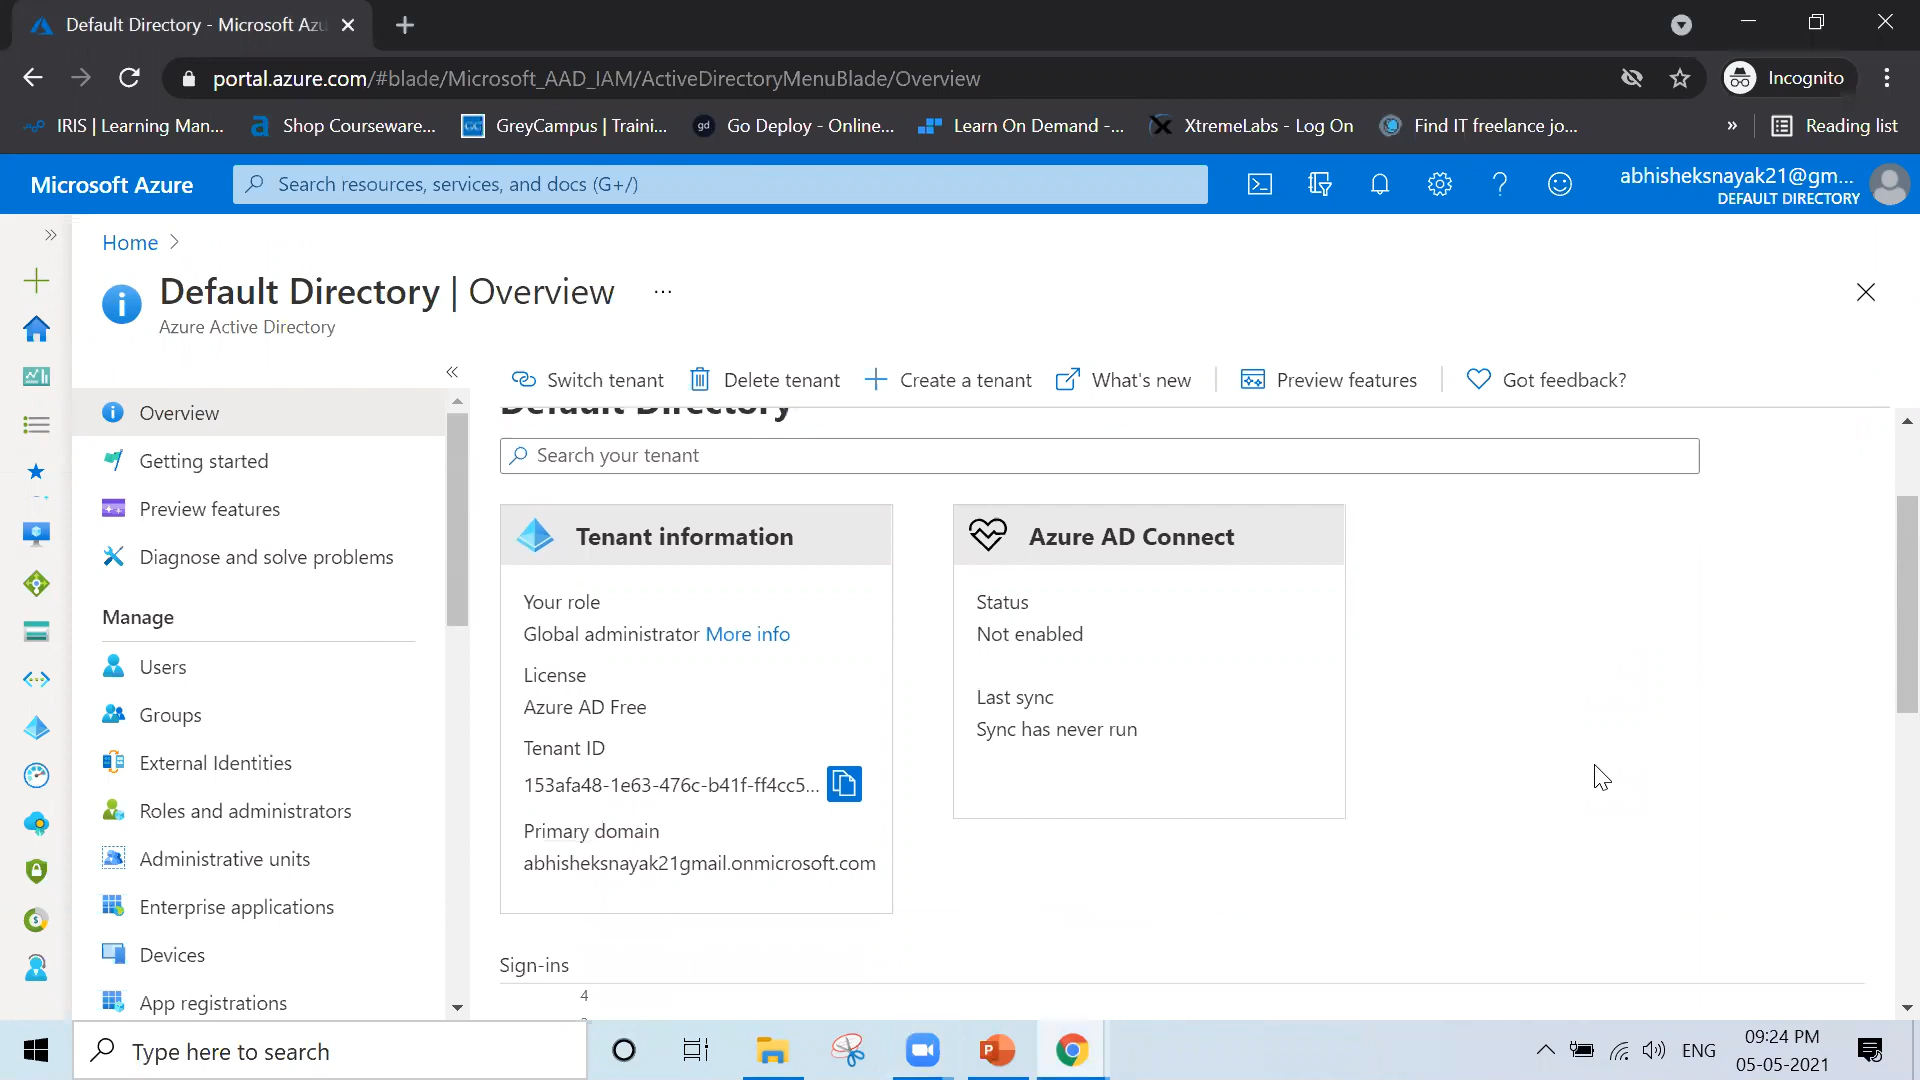 Default Directory - Microsoft Azu
portal.azure.com/#blade/Microsoft_AAD_IAM/ActiveDirectoryMenuBlade/Overview
Incognito
IRIS | Learning Man...
Shop Courseware...
GC
GreyCampus | Traini...
gd
Go Deploy - Online...
Learn On Demand -...
XtremeLabs - Log On
Find IT freelance jo...
»
Reading list
Microsoft Azure
Search resources, services, and docs (G+/)
abhisheksnayak21@gm...
DEFAULT DIRECTORY
Home
Default Directory | Overview
...
Azure Active Directory
Switch tenant
Delete tenant
Create a tenant
What's new
Preview features
Got feedback?
Overview
Getting started
Preview features
Diagnose and solve problems
Manage
Users
Groups
External Identities
Roles and administrators
Administrative units
Enterprise applications
Devices
App registrations
Default Directory
Search your tenant
Tenant information
Your role
Global administrator More info
License
Azure AD Free
Tenant ID
153afa48-1e63-476c-b41f-ff4cc5...
Primary domain
abhisheksnayak21gmail.onmicrosoft.com
Azure AD Connect
Status
Not enabled
Last sync
Sync has never run
Sign-ins
4
Type here to search
P
ENG
09:24 PM
05-05-2021